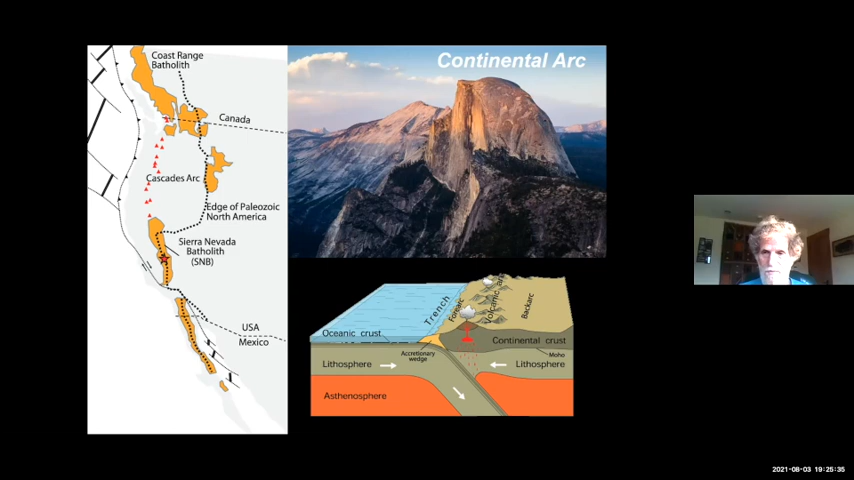 Coast Range
Batholith
Canada
Cascades Arc
Edge of Paleozoic
North America
Sierra Nevada
Batholith
(SNB)
USA
Mexico
Continental Arc
Trench
Forearc
Volcanic arc
Backarc
Oceanic crust
Accretionary
wedge
Continental crust
Moho
Lithosphere
Lithosphere
Asthenosphere
2021-08-03 19:25:35